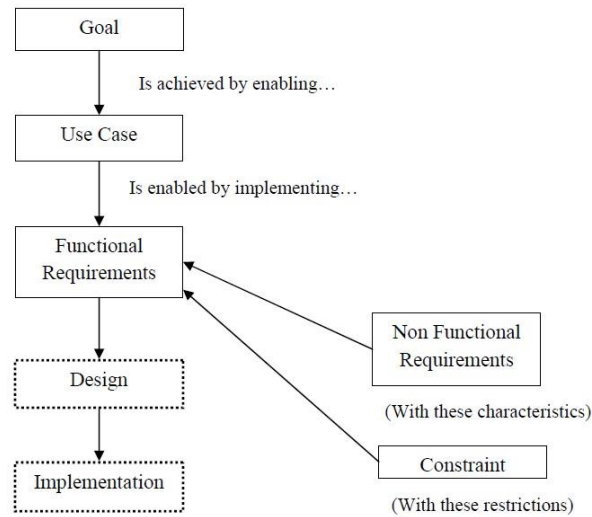 Goal
Is achieved by enabling…
Use Case
Is enabled by implementing…
Functional
Requirements
Non Functional
Requirements
Design
(With these characteristics)
Constraint
Implementation
(With these restrictions)